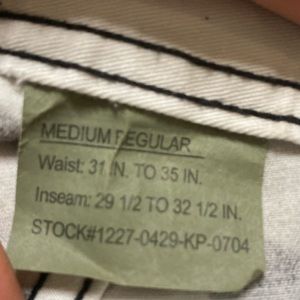 MEDIUM REGULAR
Waist: 31 IN. TO 35 IN.
Inseam: 29 1/2 TO 32 1/2 IN.
STOCK#1227-0429-KP-0704